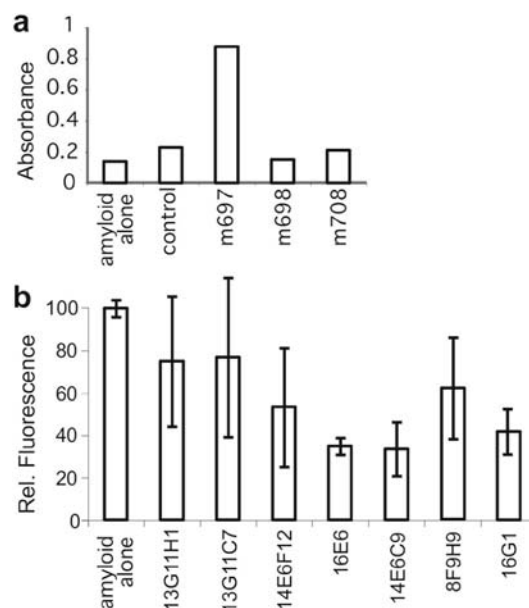 a
Absorbance
1
0.8
0.6
0.4
0.2
0
amyloid
alone
control
m697
m698
m708
b
Rel. Fluorescence
100
80
60
40
20
0
amyloid
alone
13G11H1
13G11C7
14E6F12
16E6
14E6C9
8F9H9
16G1